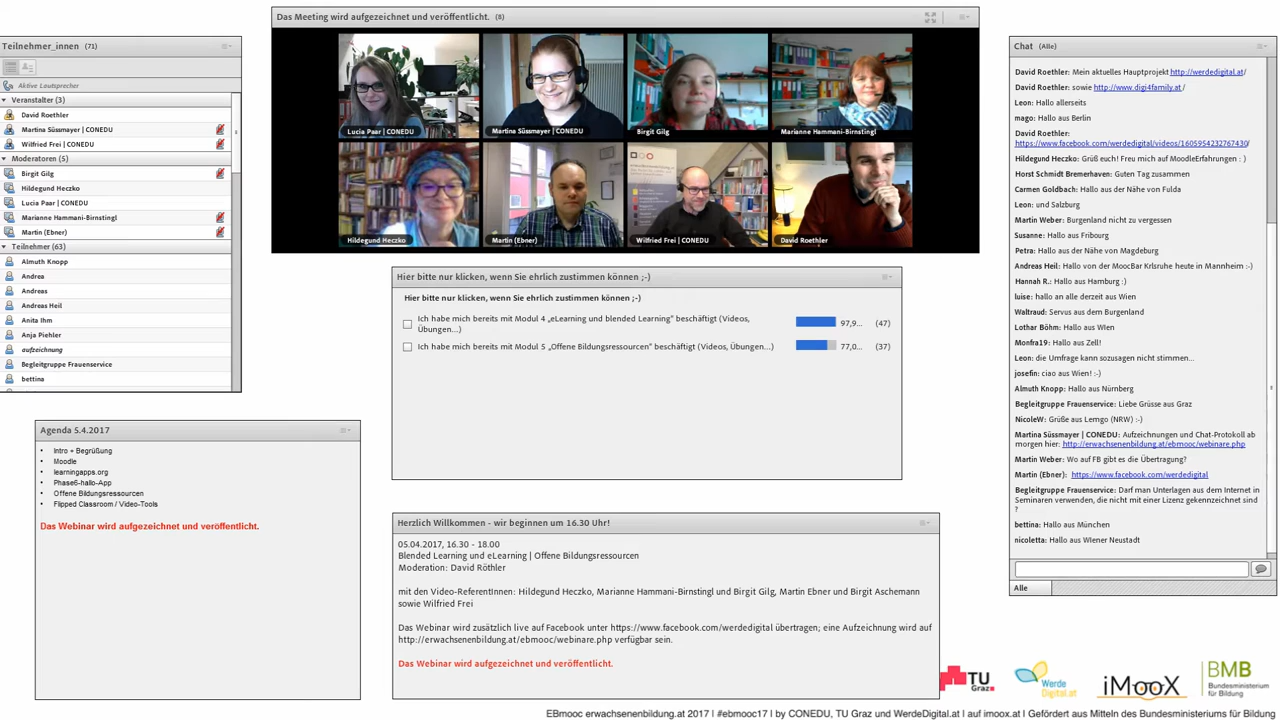 Teilnehmer_innen (71)
Aktive Lautsprecher
Veranstalter (3)
David Roethler
Martina Süssmayer | CONEDU
Wilfried Frei | CONEDU
Moderatoren (5)
Birgit Gilg
Hildegund Heczko
Lucia Paar | CONEDU
Marianne Hammani-Birnstingl
Martin (Ebner)
Teilnehmer (63)
Almuth Knopp
Andrea
Andreas
Andreas Heil
Anita Ihm
Anja Piehler
aufzeichnung
Begleitgruppe Frauenservice
bettina
Das Meeting wird aufgezeichnet und veröffentlicht. (8)
Lucia Paar | CONEDU
Martina Süssmayer | CONEDU
Birgit Gilg
Marianne Hammani-Birnstingl
Hildegund Heczko
Martin (Ebner)
Wilfried Frei | CONEDU
David Roethler
Hier bitte nur klicken, wenn Sie ehrlich zustimmen können ;-)
Hier bitte nur klicken, wenn Sie ehrlich zustimmen können ;-)
Ich habe mich bereits mit Modul 4 „eLearning und blended Learning“ beschäftigt (Videos,
Übungen...)
97,9... (47)
Ich habe mich bereits mit Modul 5 „Offene Bildungsressourcen“ beschäftigt (Videos, Übungen...)
77,0... (37)
Agenda 5.4.2017
• Intro + Begrüßung
• Moodle
• learningapps.org
• Phase6-hallo-App
• Offene Bildungsressourcen
• Flipped Classroom / Video-Tools
Das Webinar wird aufgezeichnet und veröffentlicht.
Herzlich Willkommen - wir beginnen um 16.30 Uhr!
05.04.2017, 16.30 - 18.00
Blended Learning und eLearning | Offene Bildungsressourcen
Moderation: David Röthler
mit den Video-ReferentInnen: Hildegund Heczko, Marianne Hammani-Birnstingl und Birgit Gilg, Martin Ebner und Birgit Aschemann
sowie Wilfried Frei
Das Webinar wird zusätzlich live auf Facebook unter https://www.facebook.com/werdedigital übertragen; eine Aufzeichnung wird auf
http://erwachsenenbildung.at/ebmooc/webinare.php verfügbar sein.
Das Webinar wird aufgezeichnet und veröffentlicht.
Chat (Alle)
David Roethler: Mein aktuelles Hauptprojekt http://werdedigital.at/
David Roethler: sowie http://www.digi4family.at /
Leon: Hallo allerseits
mago: Hallo aus Berlin
David Roethler:
https://www.facebook.com/werdedigital/videos/1605954232767430/
Hildegund Heczko: Grüß euch! Freu mich auf MoodleErfahrungen : )
Horst Schmidt Bremerhaven: Guten Tag zusammen
Carmen Goldbach: Hallo aus der Nähe von Fulda
Leon: und Salzburg
Martin Weber: Burgenland nicht zu vergessen
Susanne: Hallo aus Fribourg
Petra: Hallo aus der Nähe von Magdeburg
Andreas Heil: Hallo von der MoocBar Krlsruhe heute in Mannheim :-)
Hannah R.: Hallo aus Hamburg :)
luise: hallo an alle derzeit aus Wien
Waltraud: Servus aus dem Burgenland
Lothar Böhm: Hallo aus Wien
Monfra19: Hallo aus Zell!
Leon: die Umfrage kann sozusagen nicht stimmen...
josefin: ciao aus Wien! :-)
Almuth Knopp: Hallo aus Nürnberg
Begleitgruppe Frauenservice: Liebe Grüsse aus Graz
NicoleW: Grüße aus Lemgo (NRW) :-)
Martina Süssmayer | CONEDU: Aufzeichnungen und Chat-Protokoll ab
morgen hier: http://erwachsenenbildung.at/ebmooc/webinare.php
Martin Weber: Wo auf FB gibt es die Übertragung?
Martin (Ebner): https://www.facebook.com/werdedigital
Begleitgruppe Frauenservice: Darf man Unterlagen aus dem Internet in
Seminaren verwenden, die nicht mit einer Lizenz gekennzeichnet sind
?
bettina: Hallo aus München
nicoletta: Hallo aus Wiener Neustadt
Alle
TU
Graz
Werde
Digital.at
iMooX
BMB
Bundesministerium
für Bildung
EBmooc erwachsenenbildung.at 2017 I #ebmooc17 | by CONEDU, TU Graz und WerdeDigital.at I auf imoox.at I Gefördert aus Mitteln des Bundesministeriums für Bildung